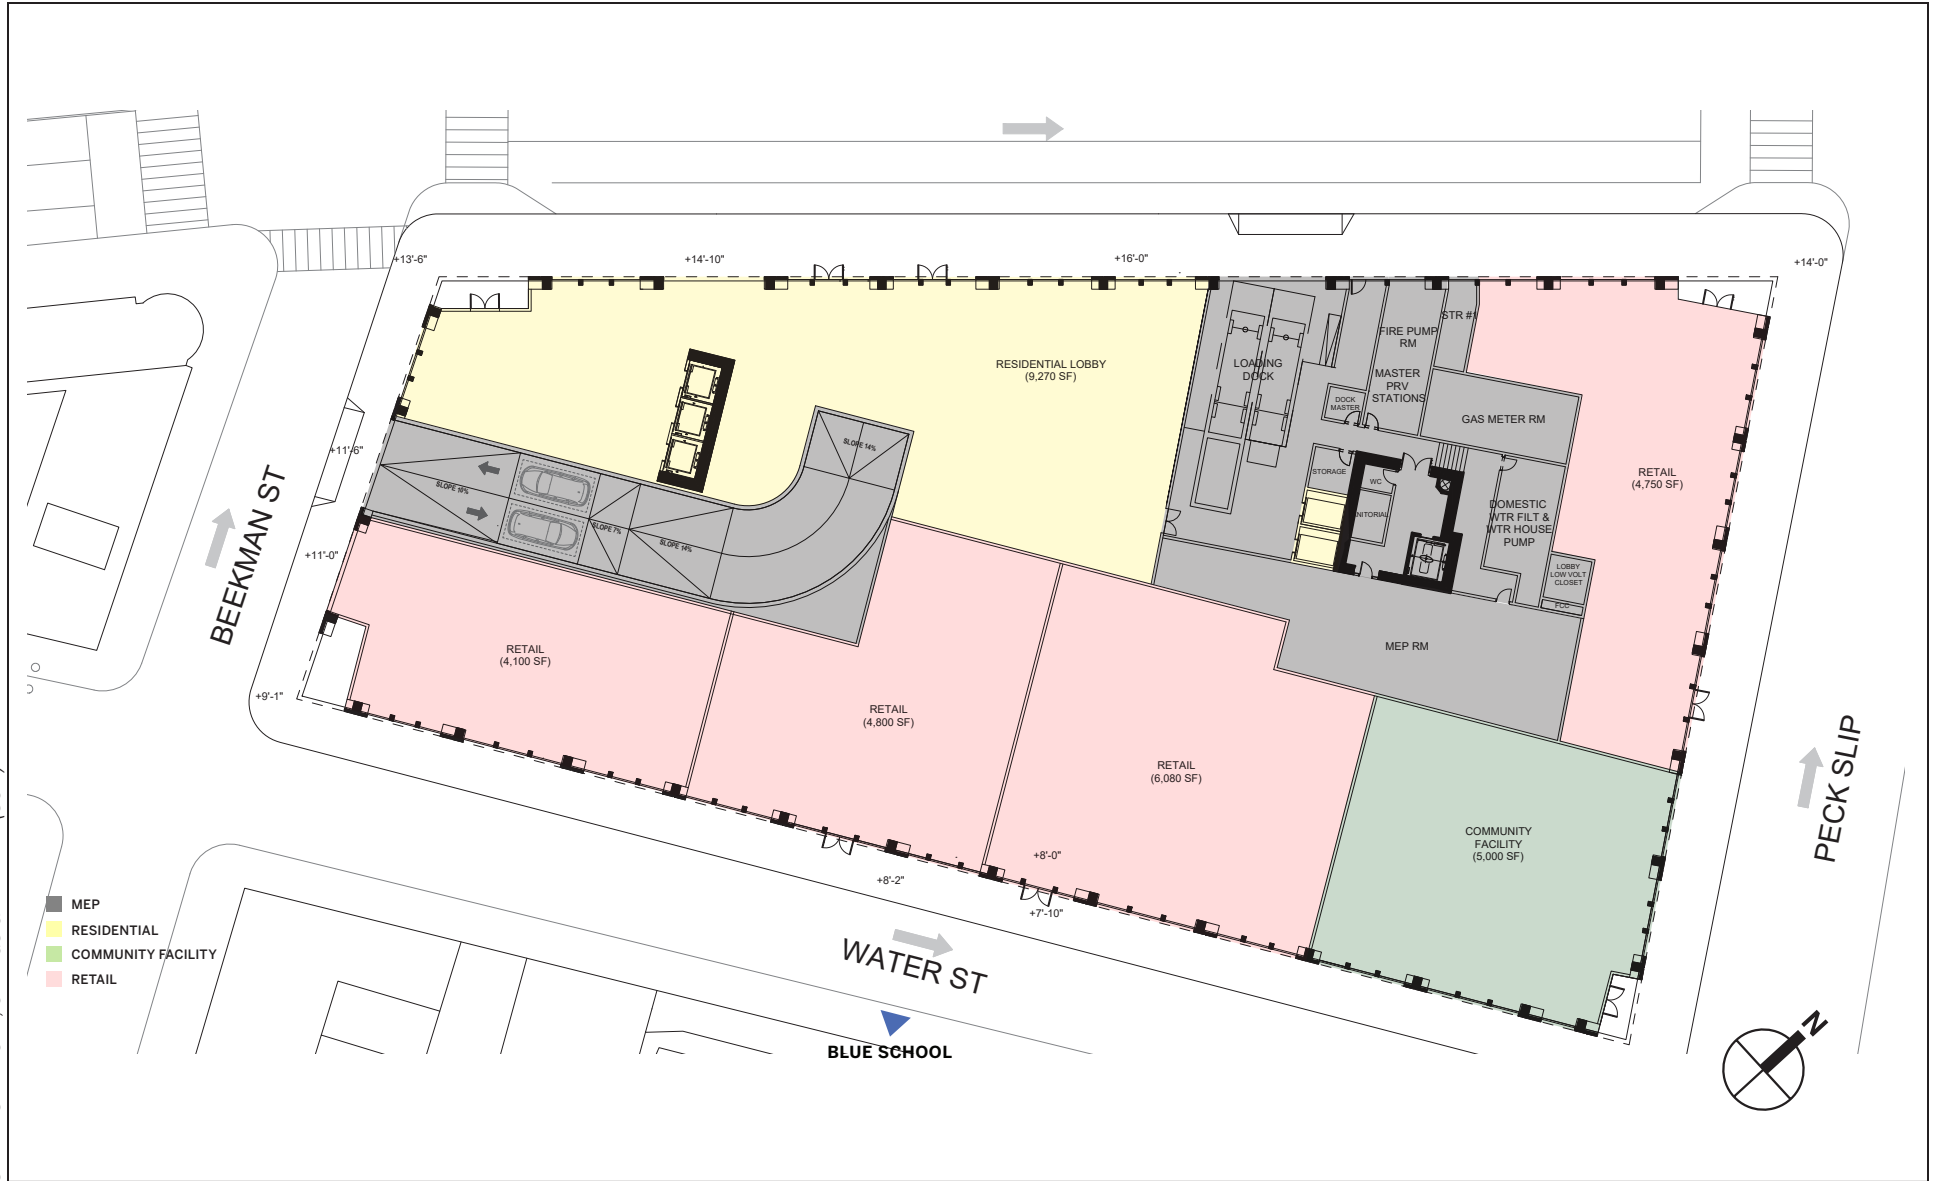 +13'-6"
+14'-10"
+16'-0"
+14'-0"
STR #1
FIRE PUMP
RM
RESIDENTIAL LOBBY
(9,270 SF)
LOADING
DOCK
MASTER
PRV
STATIONS
DOCK
MASTER
GAS METER RM
SLOPE 14%
+11'-6"
STORAGE
WC
RETAIL
(4,750 SF)
SLOPE 16%
JANITORIAL
DOMESTIC
WTR FILT &
WTR HOUSE
PUMP
SLOPE 7%
SLOPE 14%
BEEKMAN ST
+11'-0"
LOBBY
LOW VOLT
CLOSET
FCC
RETAIL
(4,100 SF)
MEP RM
+9'-1"
RETAIL
(4,800 SF)
RETAIL
(6,080 SF)
PECK SLIP
COMMUNITY
FACILITY
(5,000 SF)
+8'-0"
+8'-2"
+7'-10"
MEP
RESIDENTIAL
COMMUNITY FACILITY
RETAIL
WATER ST
BLUE SCHOOL
N